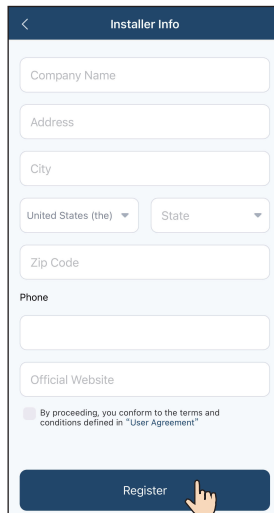 Installer Info
Company Name
Address
City
United States (the) State
Zip Code
Phone
Official Website
By proceeding, you conform to the terms and
conditions defined in “User Agreement”
Register